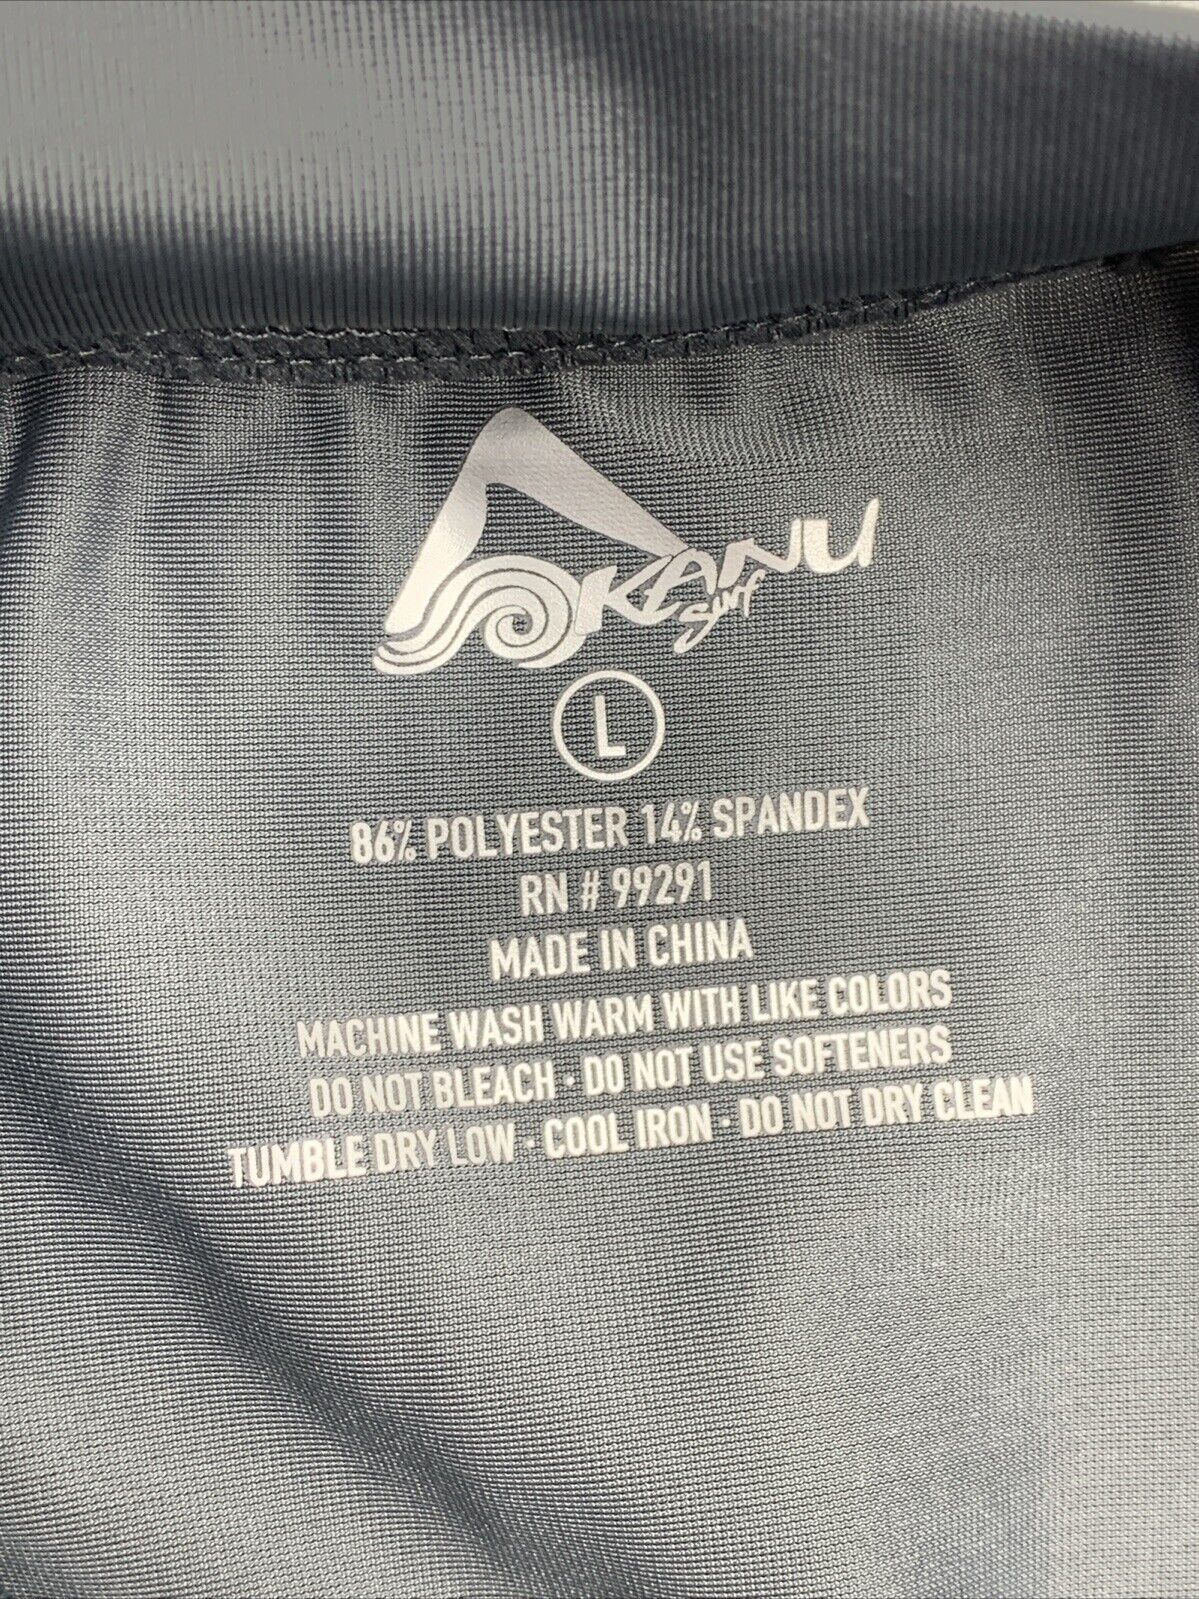 KANU
Surf
L
86% POLYESTER 14% SPANDEX
RN # 99291
MADE IN CHINA
MACHINE WASH WARM WITH LIKE COLORS
DO NOT BLEACH · DO NOT USE SOFTENERS
TUMBLE DRY LOW · COOL IRON · DO NOT DRY CLEAN